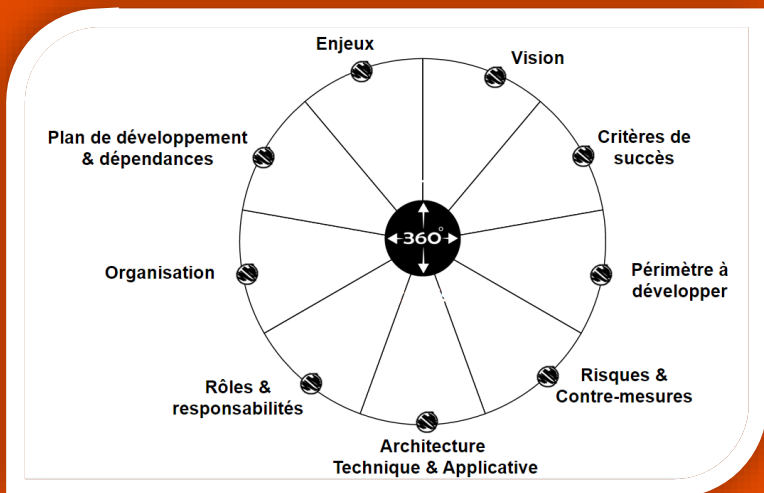 Enjeux
Vision
Plan de développement
& dépendances
Critères de
succès
360°
Organisation
Périmètre à
développer
Rôles &
responsabilités
Risques &
Contre-mesures
Architecture
Technique & Applicative